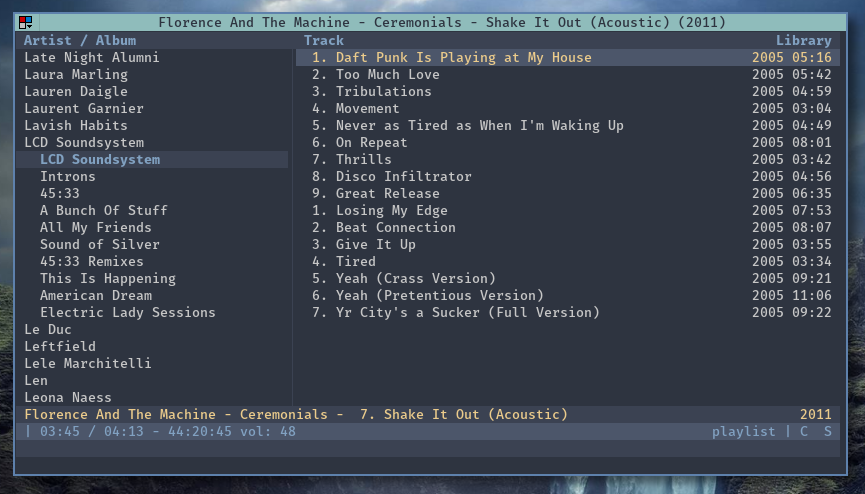 Florence And The Machine - Ceremonials - Shake It Out (Acoustic) (2011)
Artist / Album Track Library
Late Night Alumni 1. Daft Punk Is Playing at My House 2005 05:16
Laura Marling 2. Too Much Love 2005 05:42
Lauren Daigle 3. Tribulations 2005 04:59
Laurent Garnier 4. Movement 2005 03:04
Lavish Habits 5. Never as Tired as When I'm Waking Up 2005 04:49
LCD Soundsystem 6. On Repeat 2005 08:01
LCD Soundsystem 7. Thrills 2005 03:42
Introns 8. Disco Infiltrator 2005 04:56
45:33 9. Great Release 2005 06:35
A Bunch Of Stuff 1. Losing My Edge 2005 07:53
All My Friends 2. Beat Connection 2005 08:07
Sound of Silver 3. Give It Up 2005 03:55
45:33 Remixes 4. Tired 2005 03:34
This Is Happening 5. Yeah (Crass Version) 2005 09:21
American Dream 6. Yeah (Pretentious Version) 2005 11:06
Electric Lady Sessions 7. Yr City's a Sucker (Full Version) 2005 09:22
Le Duc
Leftfield
Lele Marchitelli
Len
Leona Naess
Florence And The Machine - Ceremonials - 7. Shake It Out (Acoustic) 2011
| 03:45 / 04:13 - 44:20:45 vol: 48 playlist | C S